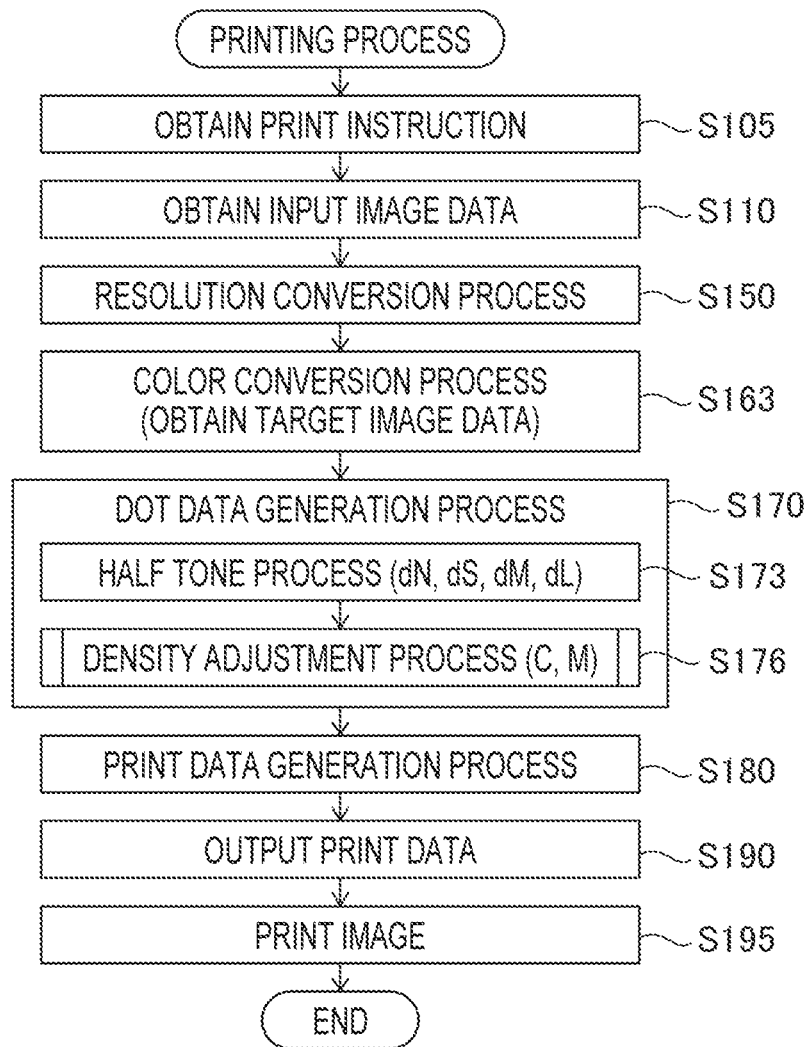 PRINTING PROCESS
OBTAIN PRINT INSTRUCTION
S105
OBTAIN INPUT IMAGE DATA
S110
RESOLUTION CONVERSION PROCESS
S150
COLOR CONVERSION PROCESS
(OBTAIN TARGET IMAGE DATA)
S163
DOT DATA GENERATION PROCESS
S170
HALF TONE PROCESS (dN, dS, dM, dL)
S173
DENSITY ADJUSTMENT PROCESS (C, M)
S176
PRINT DATA GENERATION PROCESS
S180
OUTPUT PRINT DATA
S190
PRINT IMAGE
S195
END